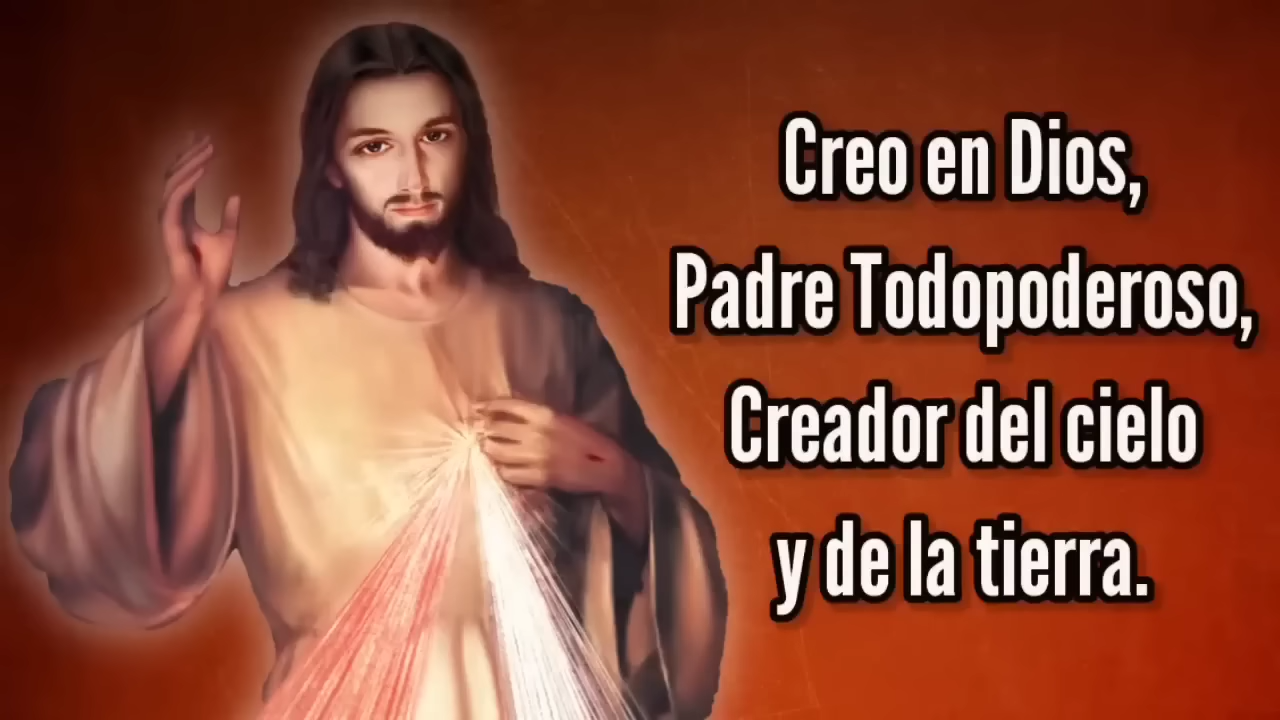 Creo en Dios,
Padre Todopoderoso,
Creador del cielo
y de la tierra.